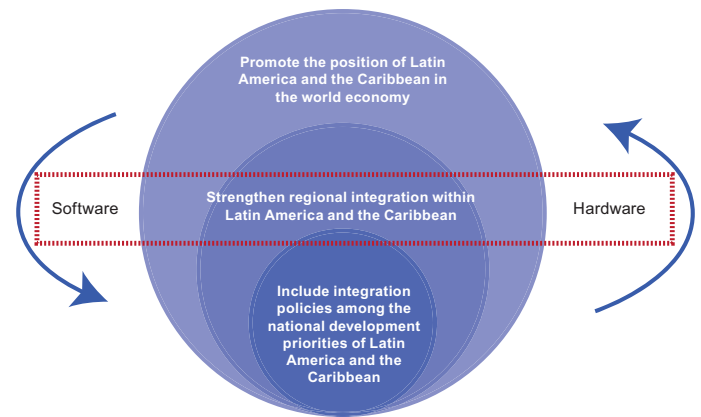 Promote the position of Latin
America and the Caribbean in
the world economy
Software
Strengthen regional integration within
Latin America and the Caribbean
Hardware
Include integration
policies among the
national development
priorities of Latin
America and the
Caribbean